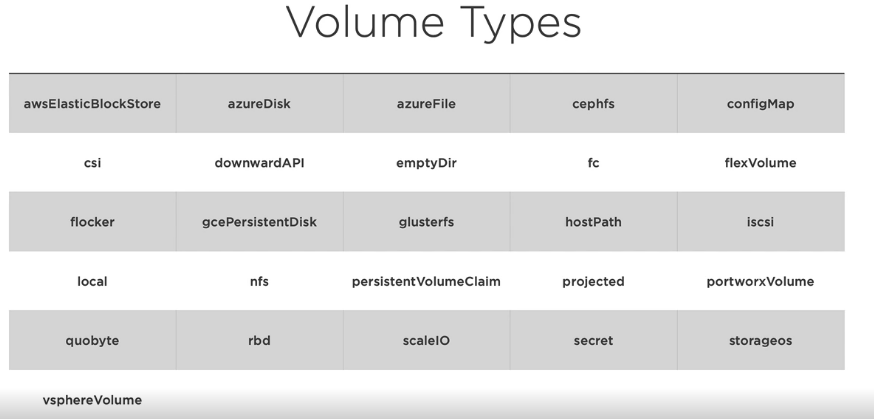 Volume Types
awsElasticBlockStore azureDisk azureFile cephfs configMap
csi downwardAPI emptyDir fc flexVolume
flocker gcePersistentDisk glusterfs hostPath iscsi
local nfs persistentVolumeClaim projected portworxVolume
quobyte rbd scaleIO secret storageos
vsphereVolume